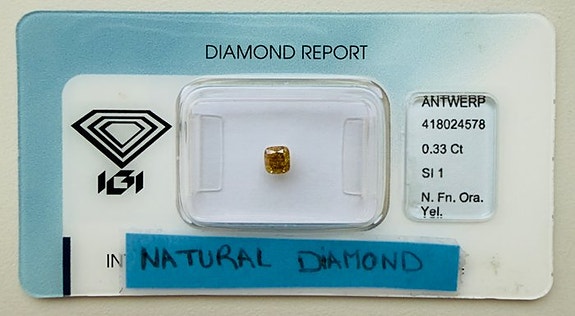 DIAMOND REPORT
IGI
ANTWERP
418024578
0.33 Ct
SI 1
N. Fn. Ora.
Yel.
NATURAL DIAMOND